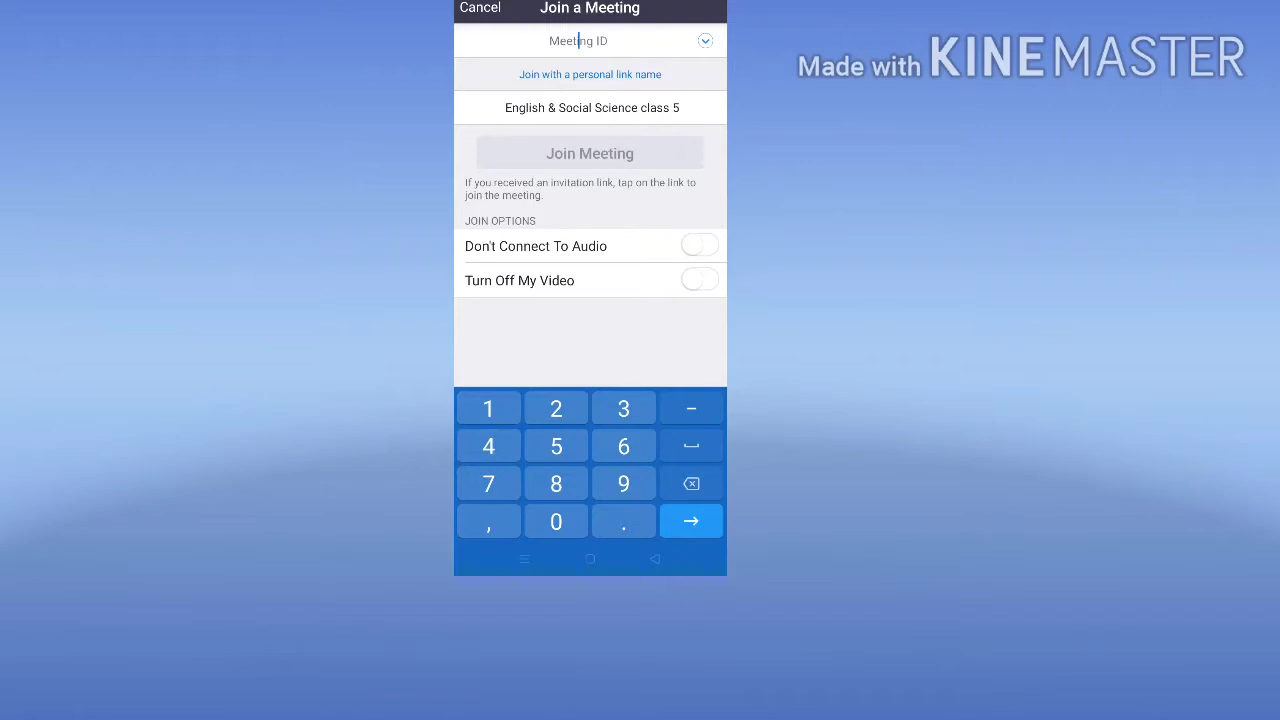 Cancel
Join a Meeting
Made with KINEMASTER
Meeting ID
Join with a personal link name
English & Social Science class 5
Join Meeting
If you received an invitation link, tap on the link to
join the meeting.
JOIN OPTIONS
Don't Connect To Audio
Turn Off My Video
1 2 3 −
4 5 6
7 8 9
, 0 . →